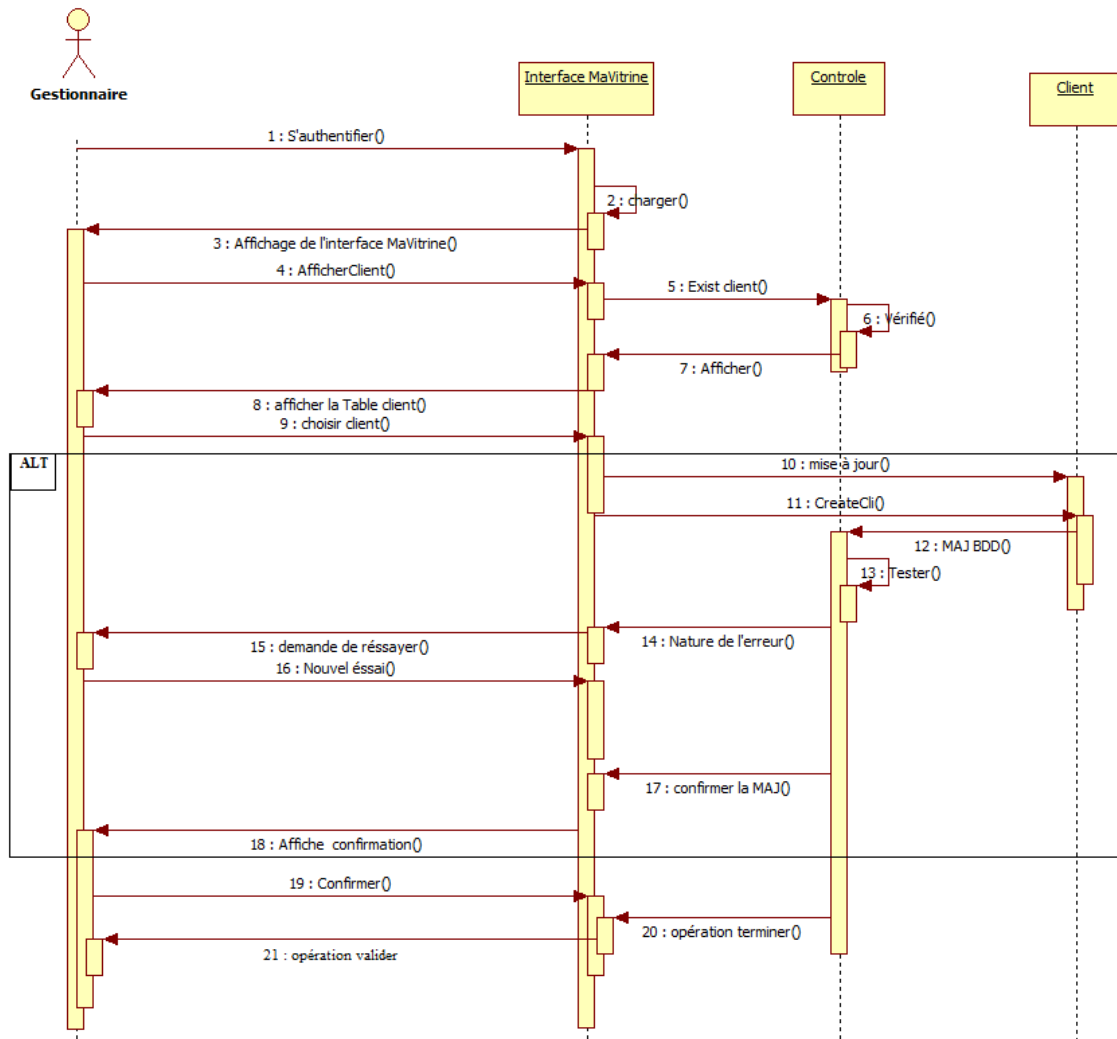 Gestionnaire
Interface MaVitrine
Controle
Client
1 : S'authentifier()
2 : charger()
3 : Affichage de l'interface MaVitrine()
4 : AfficherClient()
5 : Exist client()
6 : Vérifié()
7 : Afficher()
8 : afficher la Table client()
9 : choisir client()
ALT
10 : mise à jour()
11 : CreateCli()
12 : MAJ BDD()
13 : Tester()
14 : Nature de l'erreur()
15 : demande de réssayer()
16 : Nouvel éssai()
17 : confirmer la MAJ()
18 : Affiche confirmation()
19 : Confirmer()
20 : opération terminer()
21 : opération valider